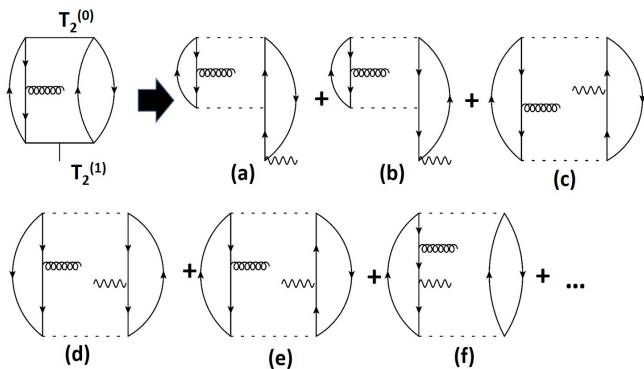 T₂⁽⁰⁾
T₂⁽¹⁾
+ + +
(a) (b) (c)
+ + + ...
(d) (e) (f)